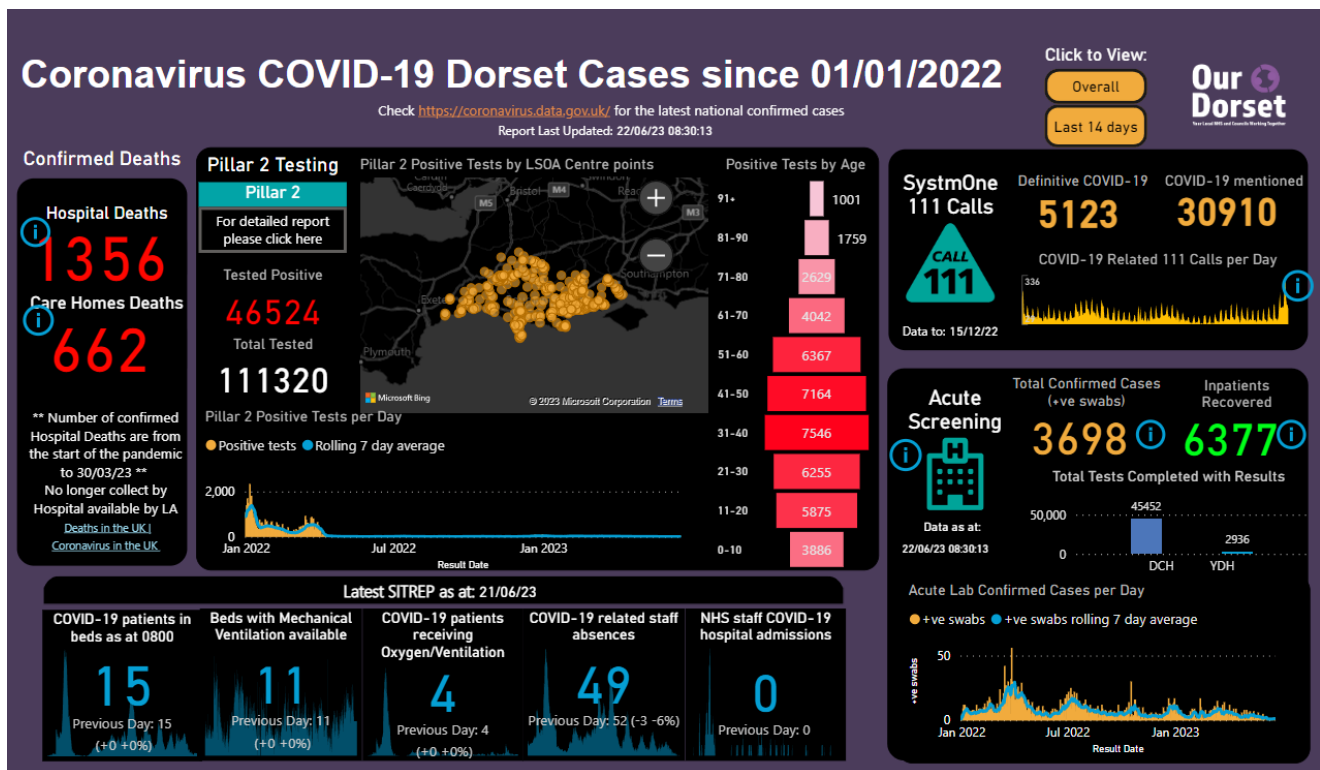 Coronavirus COVID-19 Dorset Cases since 01/01/2022
Check https://coronavirus.data.gov.uk/ for the latest national confirmed cases
Report Last Updated: 22/06/23 08:30:13
Click to View:
Overall
Last 14 days
Our
Dorset
Your Local NHS and Councils Working Together
Confirmed Deaths
Hospital Deaths
1356
Care Homes Deaths
662
** Number of confirmed
Hospital Deaths are from
the start of the pandemic
to 30/03/23 **
No longer collect by
Hospital available by LA
Deaths in the UK |
Coronavirus in the UK
Pillar 2 Testing
Pillar 2
For detailed report
please click here
Tested Positive
46524
Total Tested
111320
Pillar 2 Positive Tests by LSOA Centre points
Caerdydd
Bristol
M4
M5
M3
Southampton
Plymouth
Microsoft Bing
© 2023 Microsoft Corporation Terms
Pillar 2 Positive Tests per Day
Positive tests Rolling 7 day average
2,000
0
Jan 2022 Jul 2022 Jan 2023
Result Date
Positive Tests by Age
91+ 1001
81-90 1759
71-80 2629
61-70 4042
51-60 6367
41-50 7164
31-40 7546
21-30 6255
11-20 5875
0-10 3886
SystmOne
111 Calls
CALL
111
Data to: 15/12/22
Definitive COVID-19
5123
COVID-19 mentioned
30910
COVID-19 Related 111 Calls per Day
336
Acute
Screening
H
Data as at:
22/06/23 08:30:13
Total Confirmed Cases
(+ve swabs)
3698
Inpatients
Recovered
6377
Total Tests Completed with Results
50,000
0
45452
2936
DCH YDH
Acute Lab Confirmed Cases per Day
+ve swabs +ve swabs rolling 7 day average
+ve swabs
50
0
Jan 2022 Jul 2022 Jan 2023
Result Date
Latest SITREP as at: 21/06/23
COVID-19 patients in
beds as at 0800
15
Previous Day: 15
(+0 +0%)
Beds with Mechanical
Ventilation available
11
Previous Day: 11
(+0 +0%)
COVID-19 patients
receiving
Oxygen/Ventilation
4
Previous Day: 4
(+0 +0%)
COVID-19 related staff
absences
49
Previous Day: 52 (-3 -6%)
NHS staff COVID-19
hospital admissions
0
Previous Day: 0